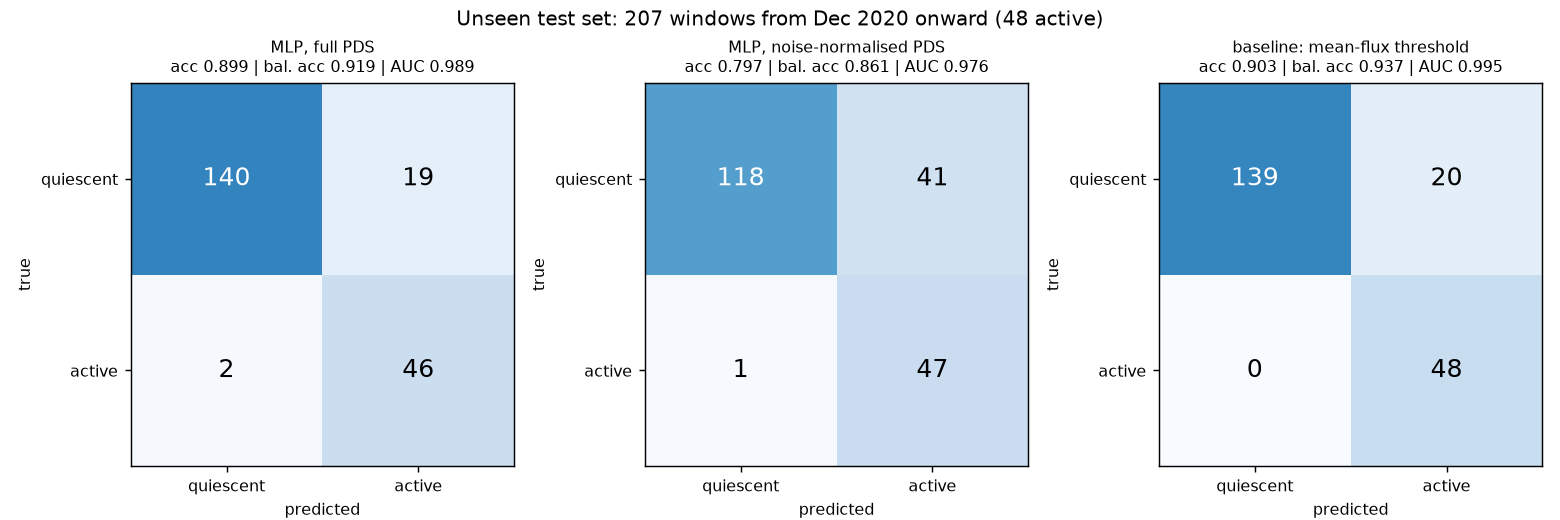 Unseen test set: 207 windows from Dec 2020 onward (48 active)
MLP, full PDS
acc 0.899 | bal. acc 0.919 | AUC 0.989
quiescent
140
19
true
active
2
46
quiescent
active
predicted
MLP, noise-normalised PDS
acc 0.797 | bal. acc 0.861 | AUC 0.976
quiescent
118
41
true
active
1
47
quiescent
active
predicted
baseline: mean-flux threshold
acc 0.903 | bal. acc 0.937 | AUC 0.995
quiescent
139
20
true
active
0
48
quiescent
active
predicted